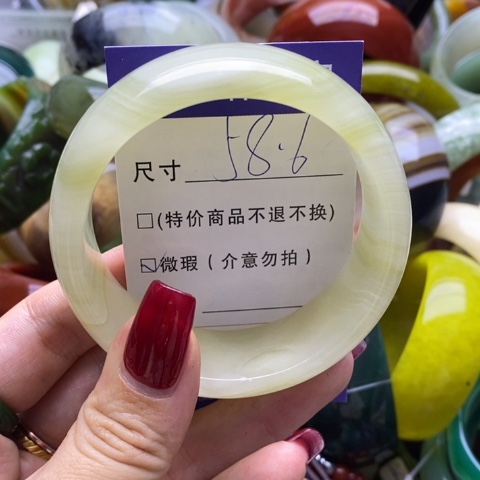 尺寸 58.6
□(特价商品不退不换)
☑微瑕(介意勿拍)